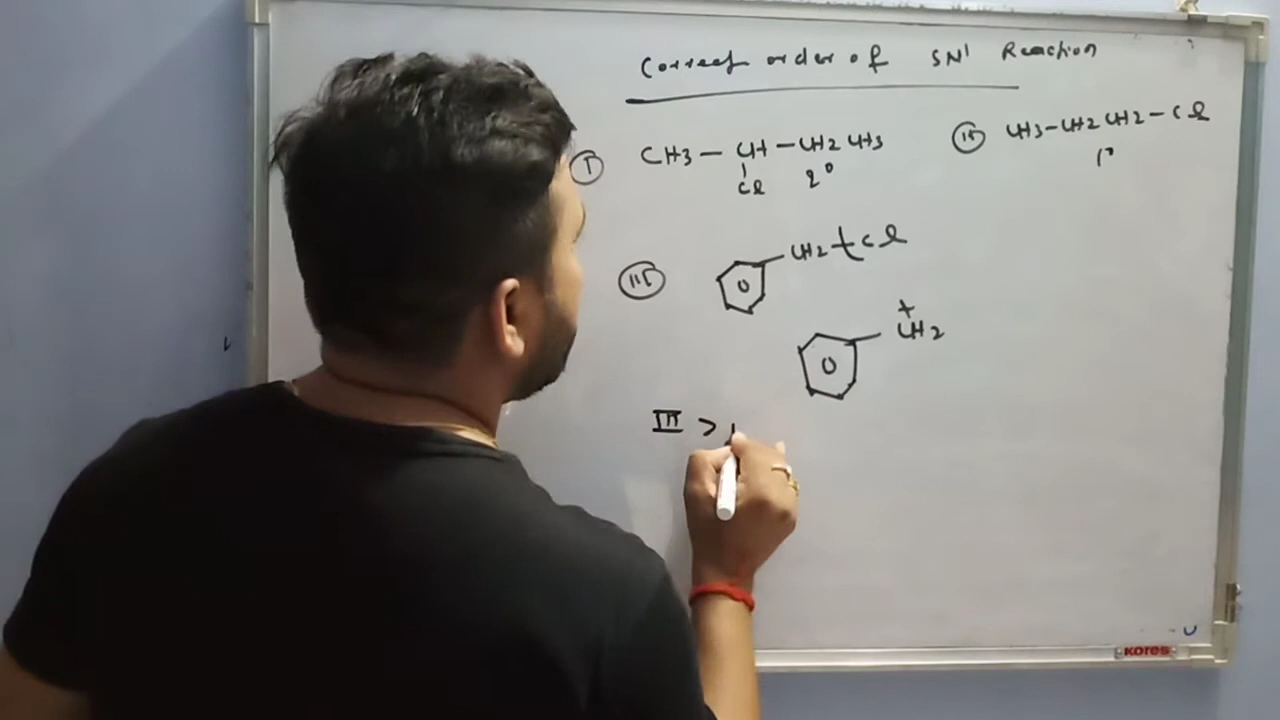 Correct order of SN1 Reaction
I CH3 - CH - CH2 CH3
Cl 2°
II CH3-CH2 CH2 - Cl
1°
III CH2 Cl
+
CH2
III > I
Kores